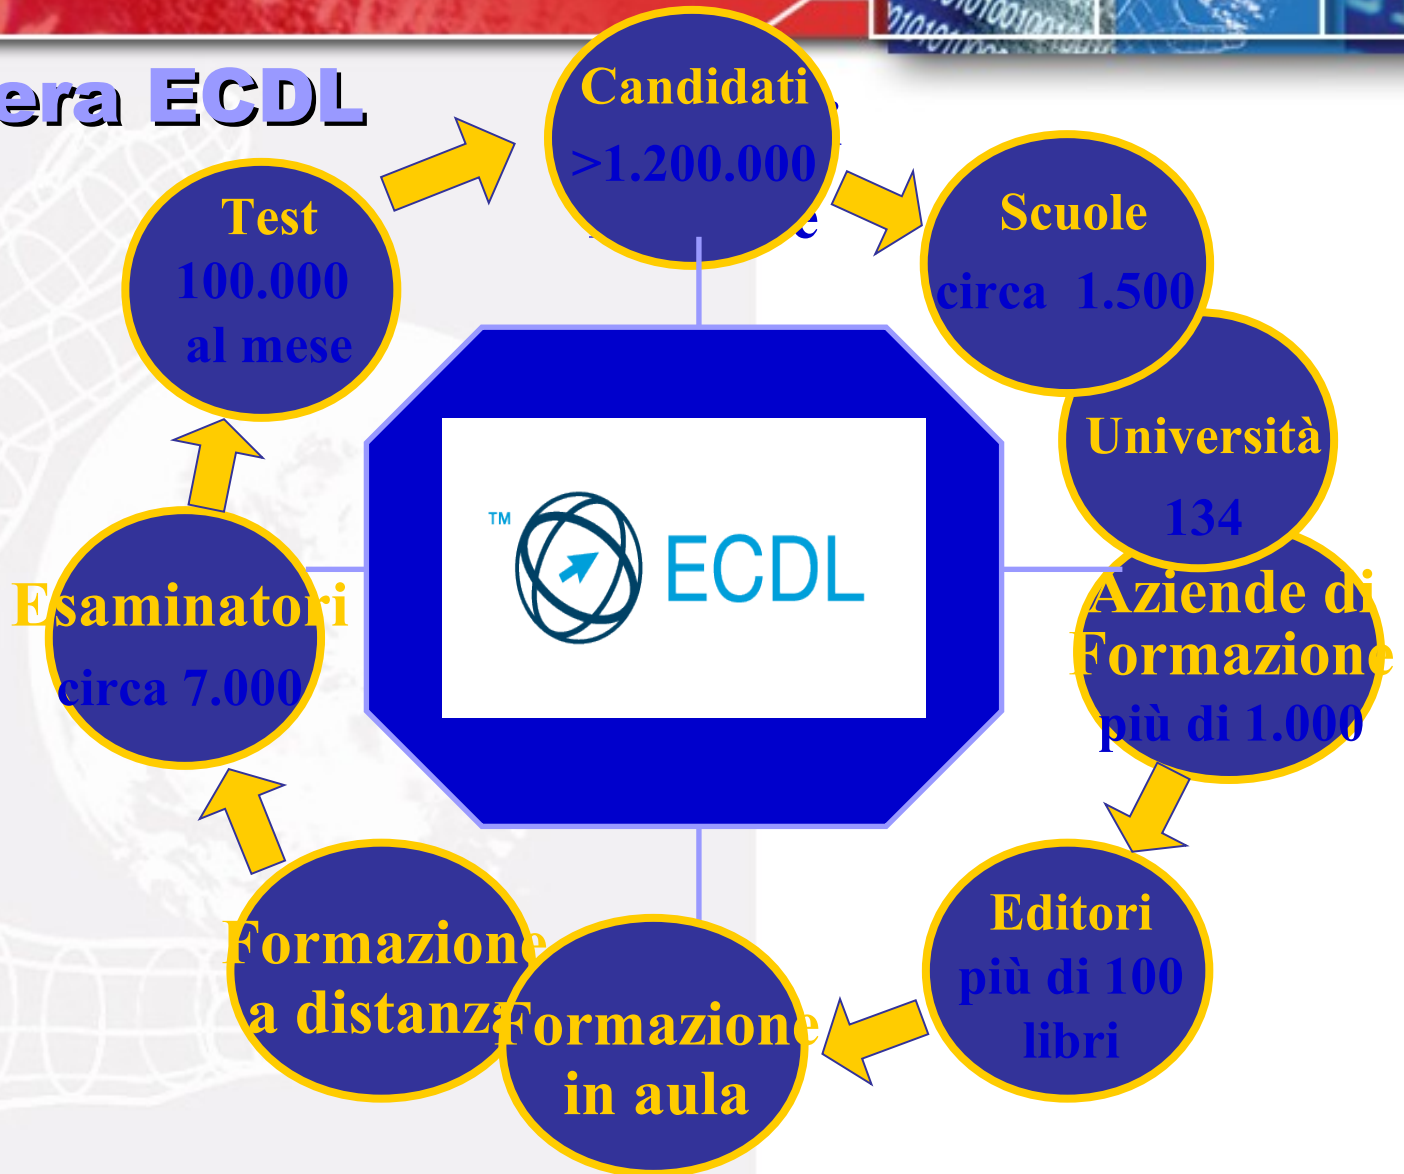 ECDL
Candidati
>1.200.000
Scuole
circa 1.500
Università
134
Aziende di
Formazione
più di 1.000
Editori
più di 100
libri
Formazione
in aula
Formazione
a distanza
Esaminatori
circa 7.000
Test
100.000
al mese
TM
ECDL